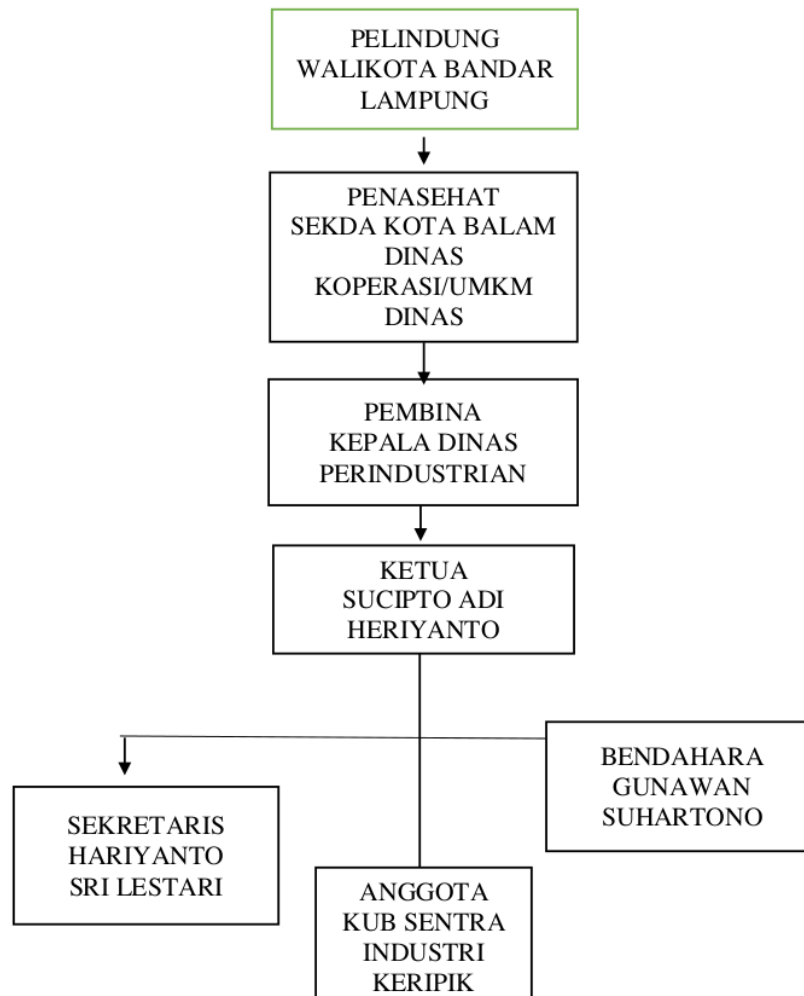 PELINDUNG
WALIKOTA BANDAR
LAMPUNG
PENASEHAT
SEKDA KOTA BALAM
DINAS
KOPERASI/UMKM
DINAS
PEMBINA
KEPALA DINAS
PERINDUSTRIAN
KETUA
SUCIPTO ADI
HERIYANTO
BENDAHARA
GUNAWAN
SUHARTONO
SEKRETARIS
HARIYANTO
SRI LESTARI
ANGGOTA
KUB SENTRA
INDUSTRI
KERIPIK